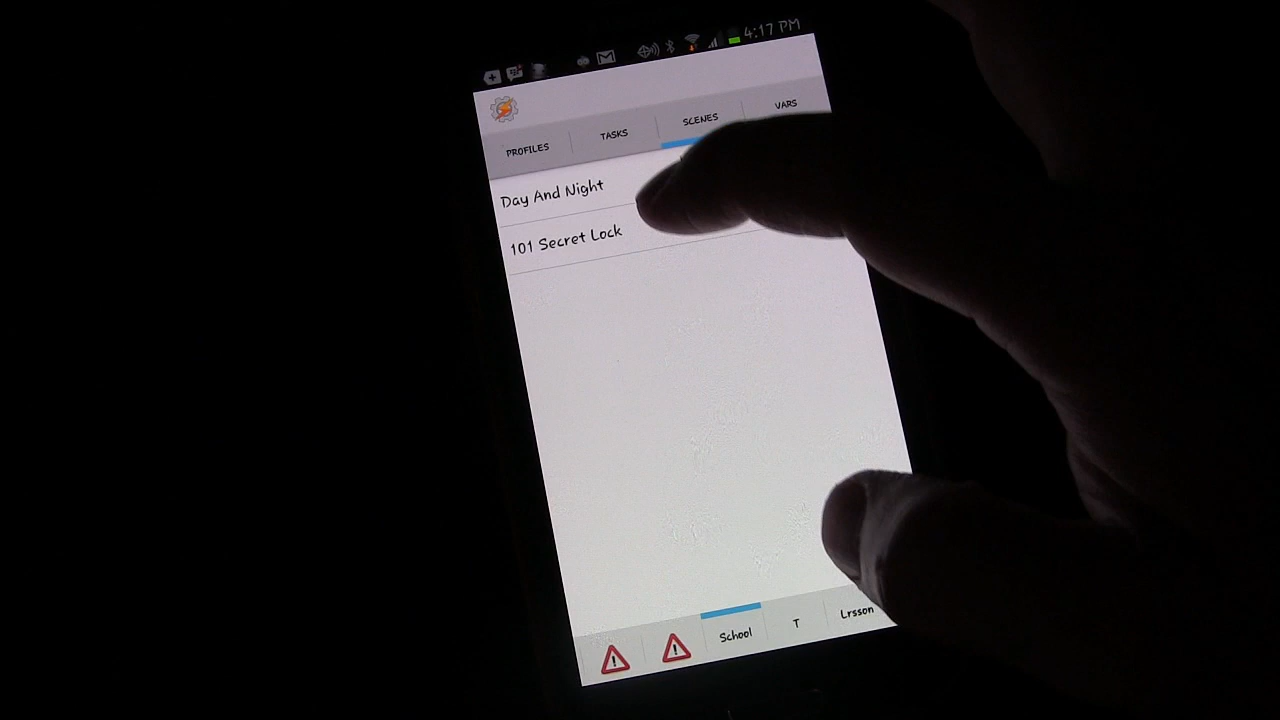 4:17 PM
PROFILES TASKS SCENES VARS
Day And Night
101 Secret Lock
School T Lrsson